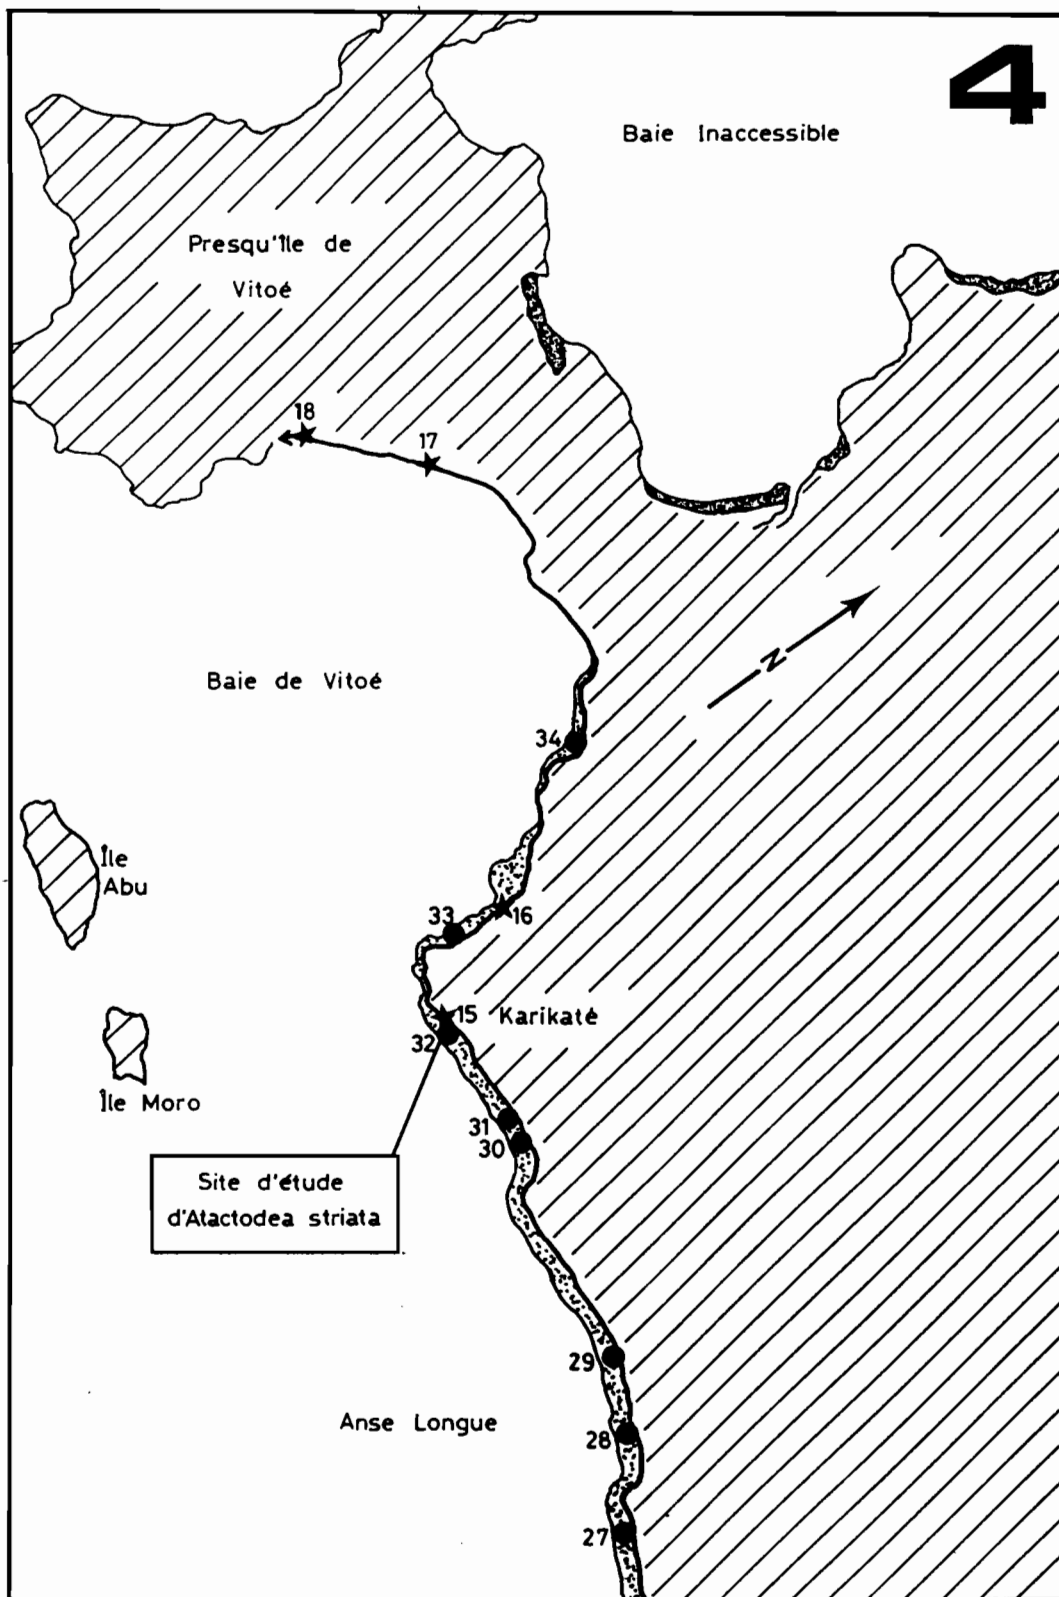 4
Baie Inaccessible
Presqu'île de
Vitoé
18
17
N
Baie de Vitoé
34
Île
Abu
33
16
15
Karikaté
32
Île Moro
31
30
Site d'étude
d'Atactodea striata
29
Anse Longue
28
27